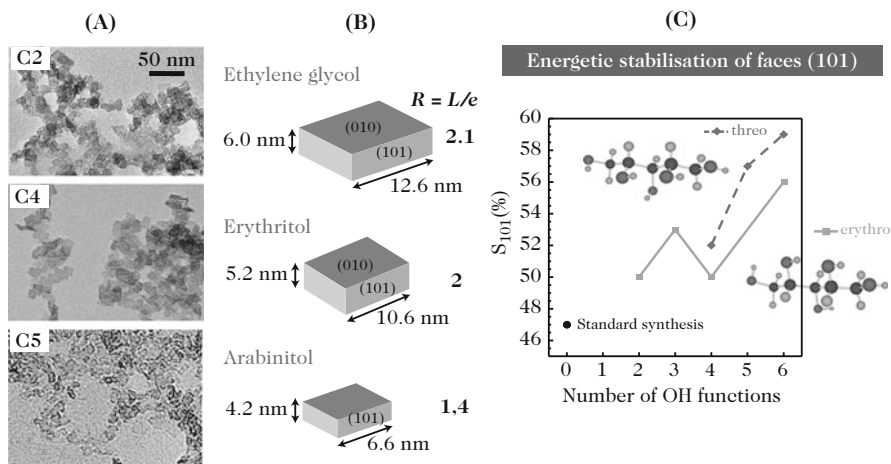 (A)
C2
50 nm
C4
C5
(B)
Ethylene glycol
R = L/e
6.0 nm
(010)
(101)
2.1
12.6 nm
Erythritol
5.2 nm
(010)
(101)
2
10.6 nm
Arabinitol
4.2 nm
(101)
1,4
6.6 nm
(C)
Energetic stabilisation of faces (101)
S101(%)
60
58
56
54
52
50
48
46
threo
erythro
Standard synthesis
0 1 2 3 4 5 6
Number of OH functions